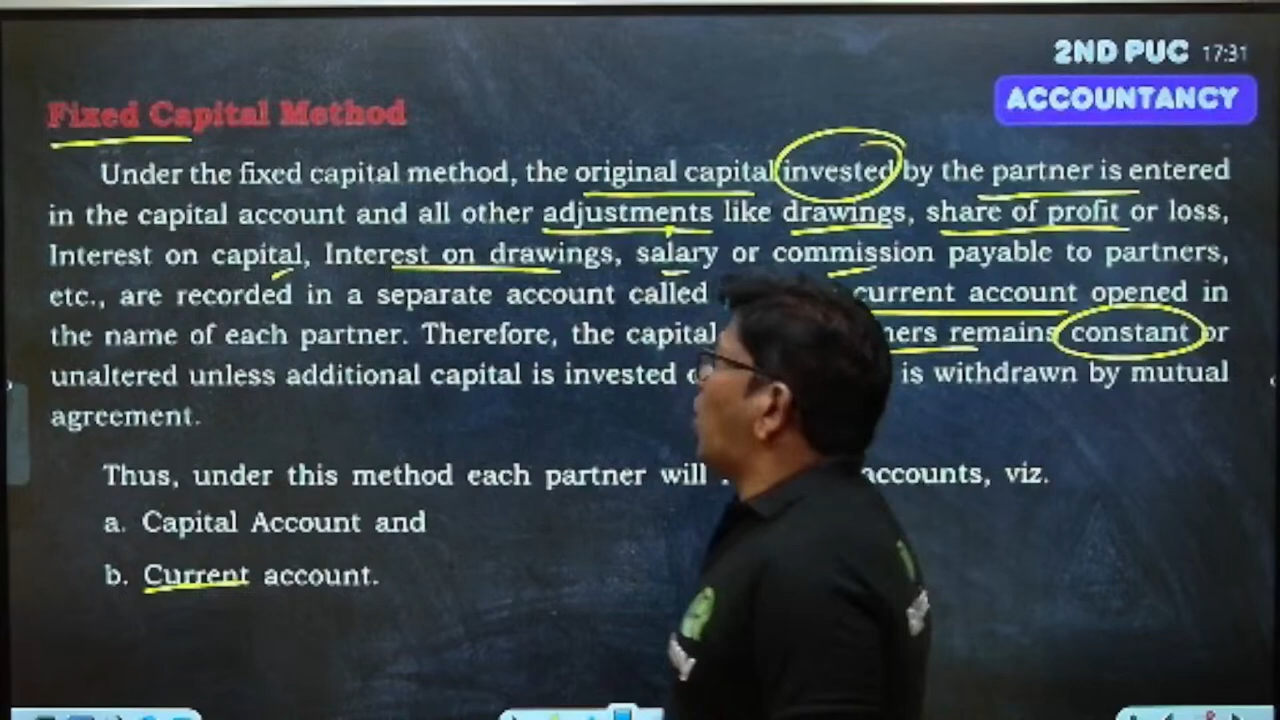 2ND PUC 17:31
ACCOUNTANCY
Fixed Capital Method
Under the fixed capital method, the original capital invested by the partner is entered
in the capital account and all other adjustments like drawings, share of profit or loss,
Interest on capital, Interest on drawings, salary or commission payable to partners,
etc., are recorded in a separate account called current account opened in
the name of each partner. Therefore, the capital remains constant or
unaltered unless additional capital is invested is withdrawn by mutual
agreement.
Thus, under this method each partner will accounts, viz.
a. Capital Account and
b. Current account.